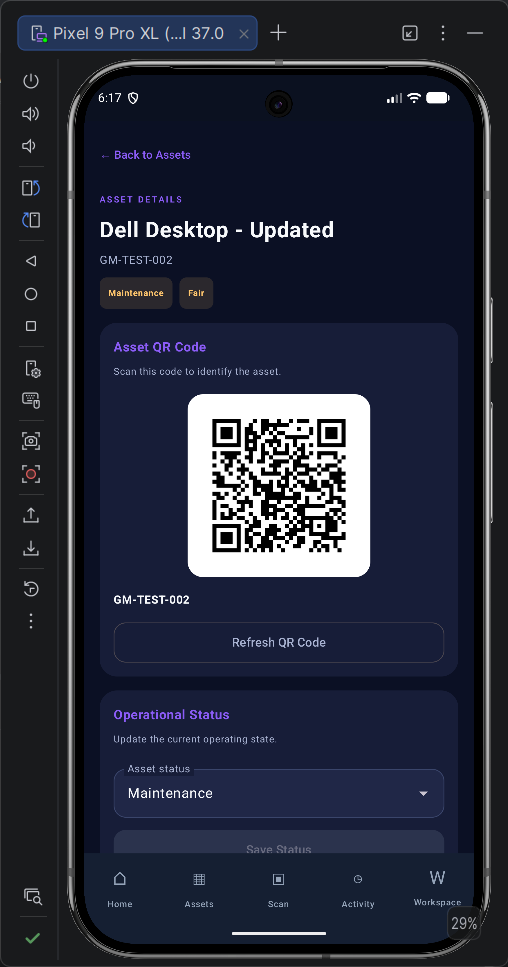 Pixel 9 Pro XL (...l 37.0
6:17
← Back to Assets
ASSET DETAILS
Dell Desktop - Updated
GM-TEST-002
Maintenance
Fair
Asset QR Code
Scan this code to identify the asset.
GM-TEST-002
Refresh QR Code
Operational Status
Update the current operating state.
Asset status
Maintenance
Save Status
W
Home
Assets
Scan
Activity
Workspace
29%